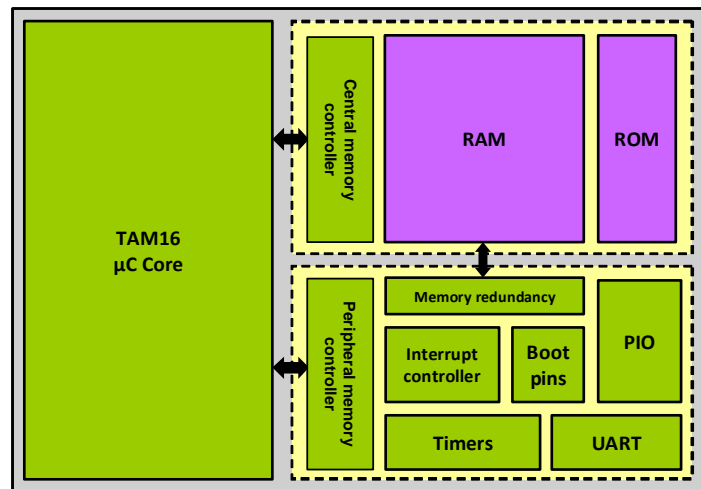 TAM16
µC Core
Central memory
controller
RAM
ROM
Peripheral memory
controller
Memory redundancy
Interrupt
controller
Boot
pins
PIO
Timers
UART